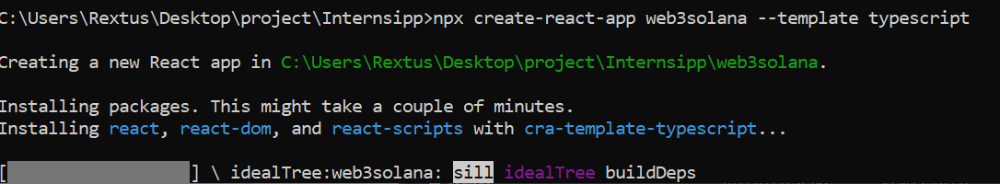 C:\Users\Rextus\Desktop\project\Internsipp>npx create-react-app web3solana --template typescript
Creating a new React app in C:\Users\Rextus\Desktop\project\Internsipp\web3solana.
Installing packages. This might take a couple of minutes.
Installing react, react-dom, and react-scripts with cra-template-typescript...
[                  ] \ idealTree:web3solana: sill idealTree buildDeps